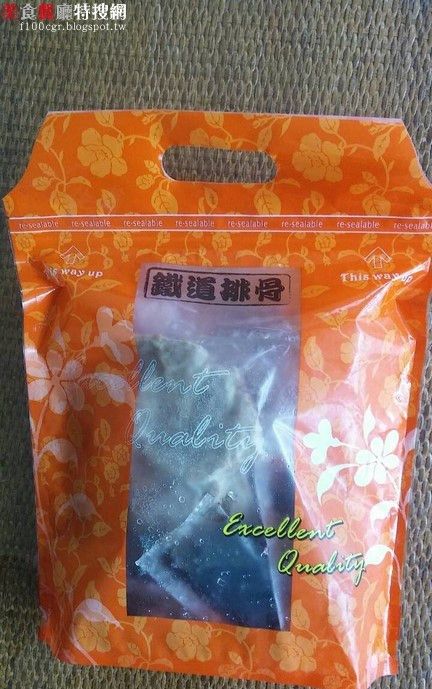 美食餐廳特搜網
f100cgr.blogspot.tw
re-sealable re-sealable re-sealable re-sealable re-sealable re-sealable
This way up
This way up
鐵道排骨
Excellent
Quality
Excellent
Quality